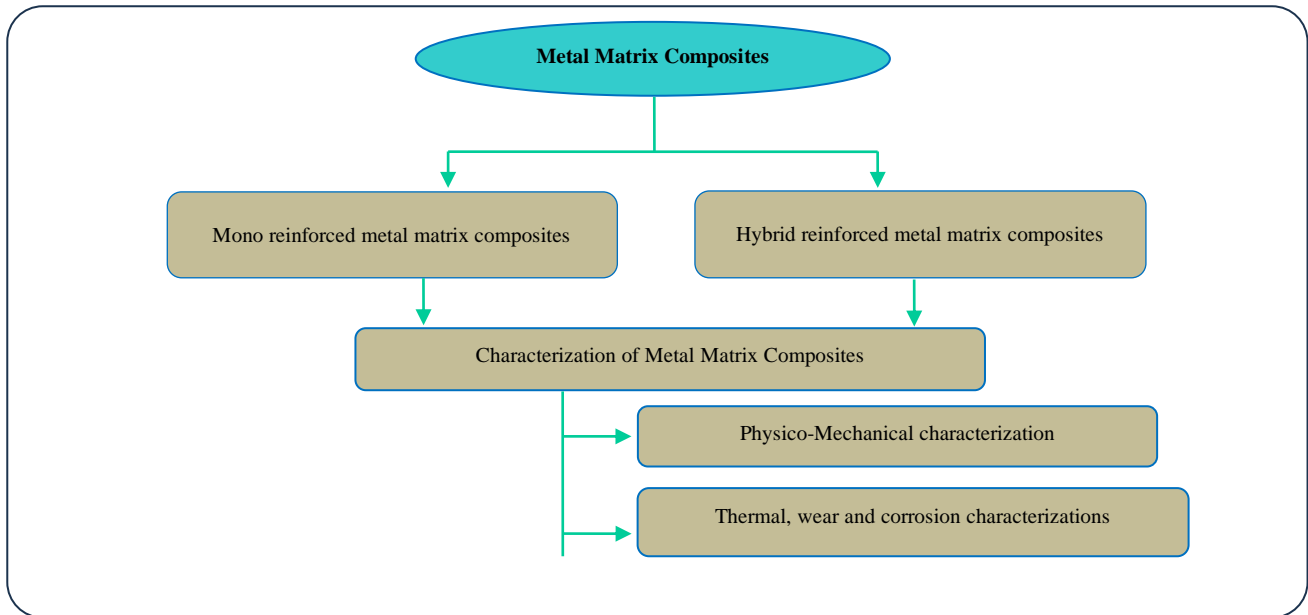 Metal Matrix Composites
Mono reinforced metal matrix composites
Hybrid reinforced metal matrix composites
Characterization of Metal Matrix Composites
Physico-Mechanical characterization
Thermal, wear and corrosion characterizations